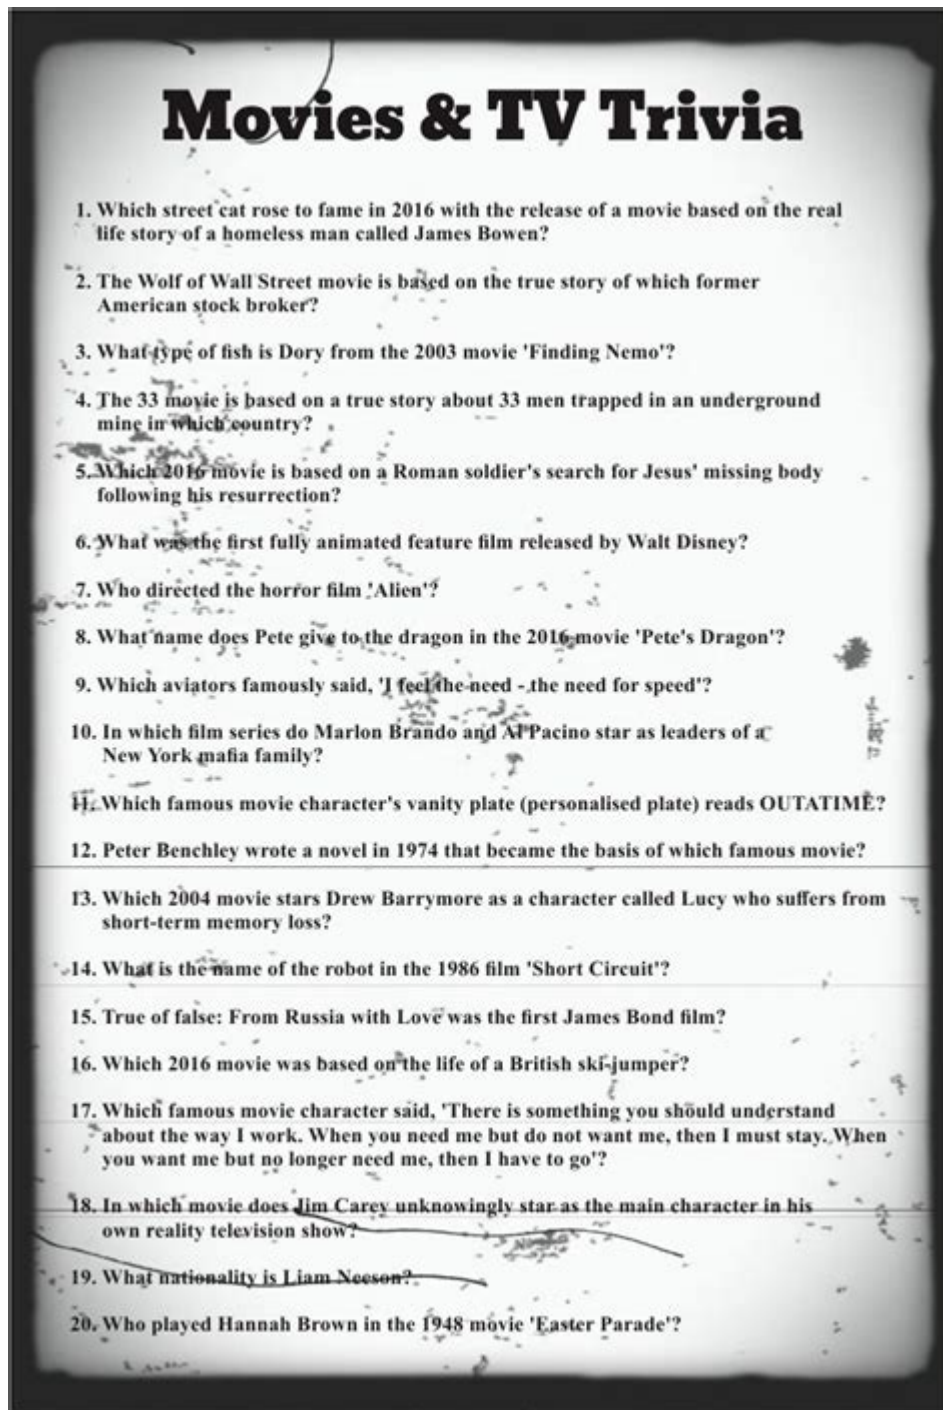 Movies & TV Trivia
1. Which street cat rose to fame in 2016 with the release of a movie based on the real
life story of a homeless man called James Bowen?
2. The Wolf of Wall Street movie is based on the true story of which former
American stock broker?
3. What type of fish is Dory from the 2003 movie 'Finding Nemo'?
4. The 33 movie is based on a true story about 33 men trapped in an underground
mine in which country?
5. Which 2016 movie is based on a Roman soldier's search for Jesus' missing body
following his resurrection?
6. What was the first fully animated feature film released by Walt Disney?
7. Who directed the horror film 'Alien'?
8. What name does Pete give to the dragon in the 2016 movie 'Pete's Dragon'?
9. Which aviators famously said, 'I feel the need - the need for speed'?
10. In which film series do Marlon Brando and Al Pacino star as leaders of a
New York mafia family?
11. Which famous movie character's vanity plate (personalised plate) reads OUTATIME?
12. Peter Benchley wrote a novel in 1974 that became the basis of which famous movie?
13. Which 2004 movie stars Drew Barrymore as a character called Lucy who suffers from
short-term memory loss?
14. What is the name of the robot in the 1986 film 'Short Circuit'?
15. True of false: From Russia with Love was the first James Bond film?
16. Which 2016 movie was based on the life of a British ski-jumper?
17. Which famous movie character said, 'There is something you should understand
about the way I work. When you need me but do not want me, then I must stay. When
you want me but no longer need me, then I have to go'?
18. In which movie does Jim Carey unknowingly star as the main character in his
own reality television show?
19. What nationality is Liam Neeson?
20. Who played Hannah Brown in the 1948 movie 'Easter Parade'?